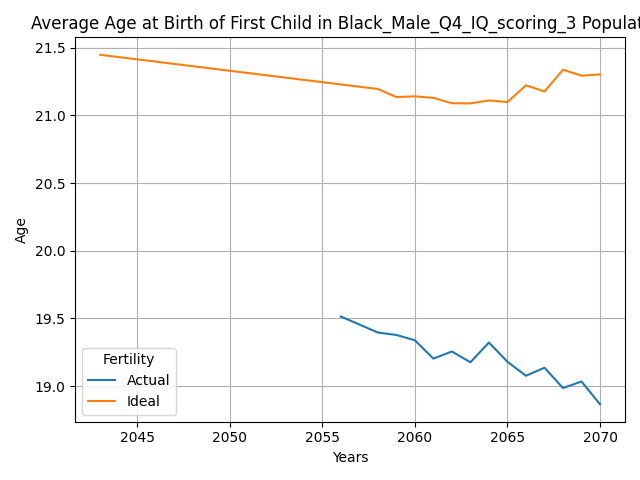 Average Age at Birth of First Child in Black_Male_Q4_IQ_scoring_3 Populat
21.5
21.0
20.5
20.0
19.5
19.0
Age
Fertility
Actual
Ideal
2045 2050 2055 2060 2065 2070
Years